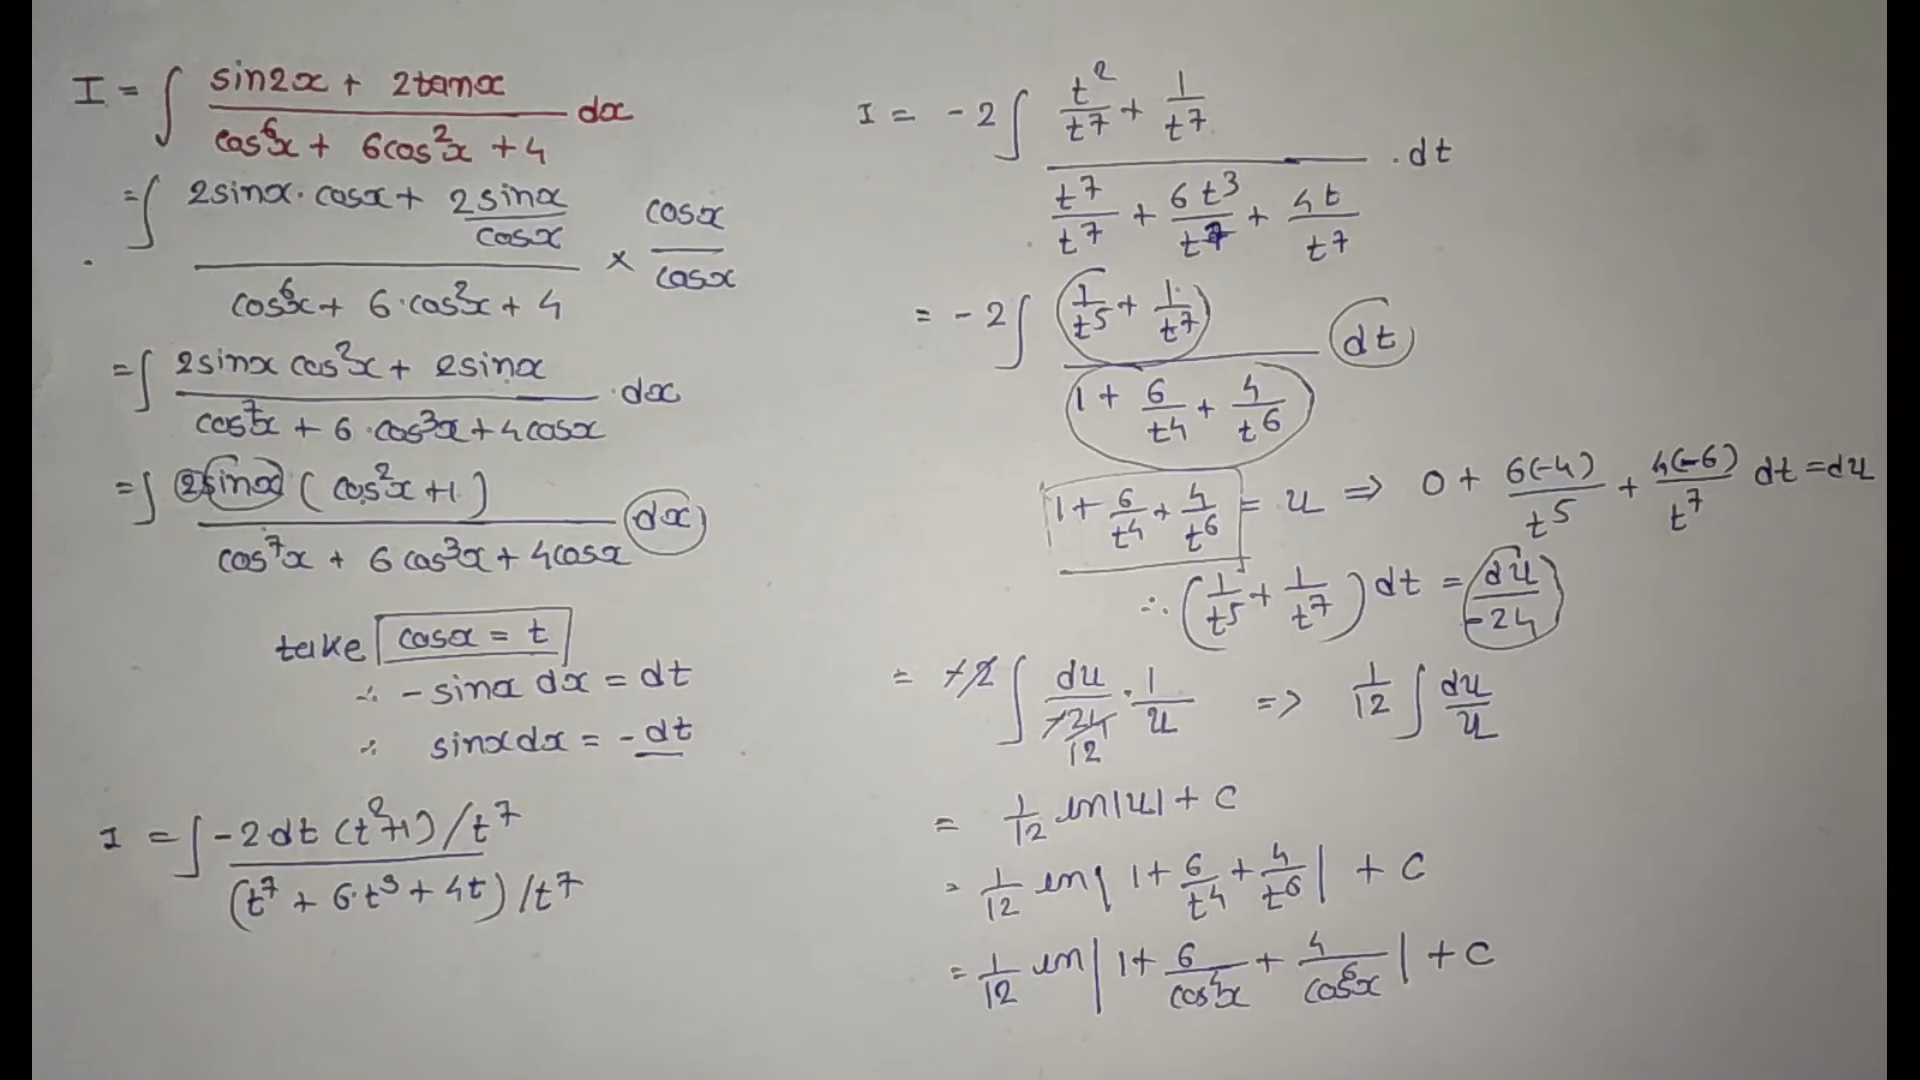 I = ∫ (sin2x + 2tanx)/(cos⁶x + 6cos²x + 4) dx
= ∫ (2sinx·cosx + 2sinx/cosx)/(cos⁶x + 6·cos²x + 4) × cosx/cosx
= ∫ (2sinx cos²x + 2sinx)/(cos⁷x + 6·cos³x + 4cosx) ·dx
= ∫ 2sinx (cos²x + 1)/(cos⁷x + 6cos³x + 4cosx) dx
take cosx = t
∴ -sinx dx = dt
∴ sinxdx = -dt
I = ∫ -2dt (t²+1)/t⁷ / (t⁷ + 6·t³ + 4t)/t⁷
I = -2∫ (t²/t⁷ + 1/t⁷)/(t⁷/t⁷ + 6t³/t⁷ + 4t/t⁷) .dt
= -2∫ (1/t⁵ + 1/t⁷)/(1 + 6/t⁴ + 4/t⁶) dt
1 + 6/t⁴ + 4/t⁶ = u ⇒ 0 + 6(-4)/t⁵ + 4(-6)/t⁷ dt = du
∴ (1/t⁵ + 1/t⁷) dt = du/-24
= -2 ∫ du/-24 · 1/u ⇒ 1/12 ∫ du/u
12
= 1/12 ln|u| + c
= 1/12 ln| 1 + 6/t⁴ + 4/t⁶ | + c
= 1/12 ln| 1 + 6/cos⁴x + 4/cos⁶x | + c